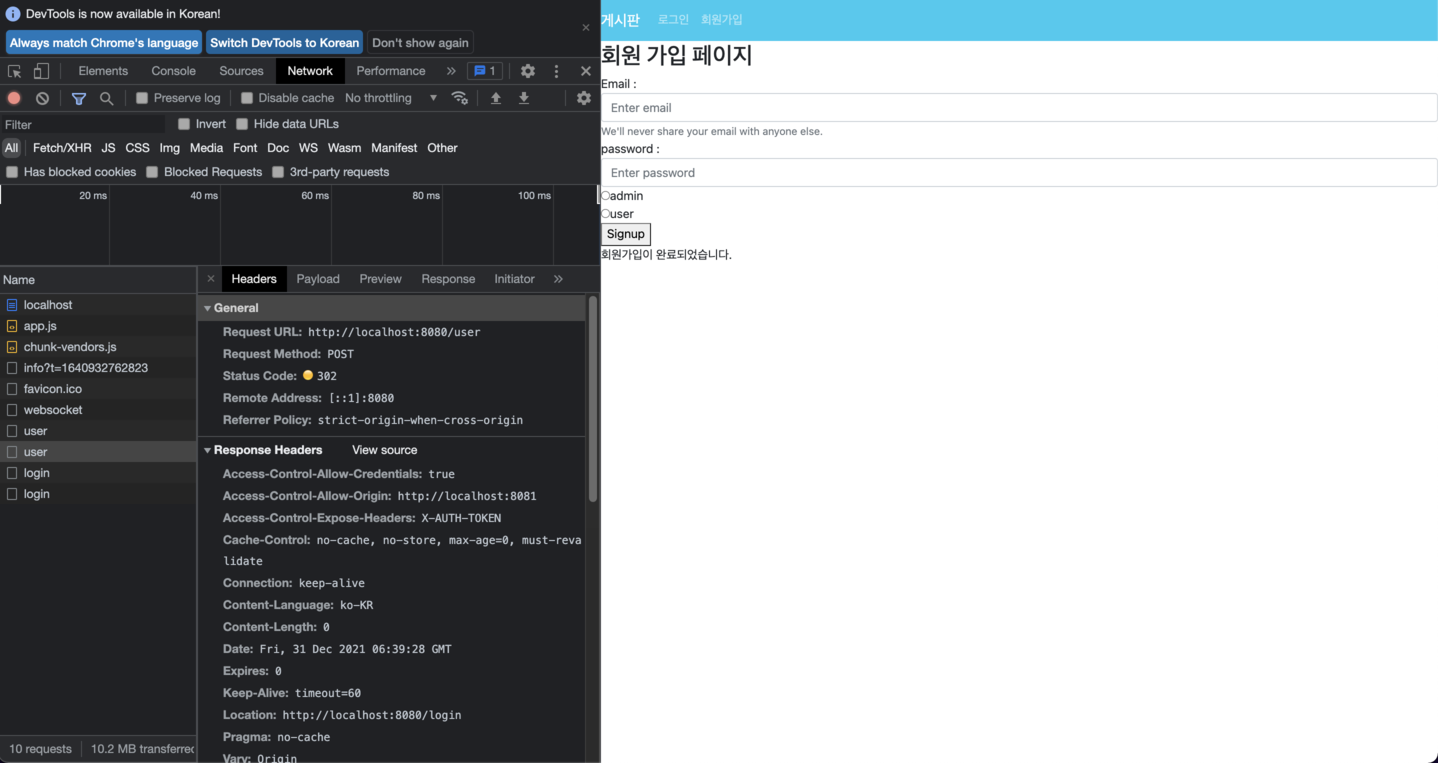 DevTools is now available in Korean!
Always match Chrome's language Switch DevTools to Korean Don't show again
Elements Console Sources Network Performance 1
Preserve log Disable cache No throttling
Filter Invert Hide data URLs
All Fetch/XHR JS CSS Img Media Font Doc WS Wasm Manifest Other
Has blocked cookies Blocked Requests 3rd-party requests
20 ms 40 ms 60 ms 80 ms 100 ms
Name
localhost
app.js
chunk-vendors.js
info?t=1640932762823
favicon.ico
websocket
user
user
login
login
10 requests 10.2 MB transferred
Headers Payload Preview Response Initiator
General
Request URL: http://localhost:8080/user
Request Method: POST
Status Code: 302
Remote Address: [::1]:8080
Referrer Policy: strict-origin-when-cross-origin
Response Headers View source
Access-Control-Allow-Credentials: true
Access-Control-Allow-Origin: http://localhost:8081
Access-Control-Expose-Headers: X-AUTH-TOKEN
Cache-Control: no-cache, no-store, max-age=0, must-reva
lidate
Connection: keep-alive
Content-Language: ko-KR
Content-Length: 0
Date: Fri, 31 Dec 2021 06:39:28 GMT
Expires: 0
Keep-Alive: timeout=60
Location: http://localhost:8080/login
Pragma: no-cache
Vary: Origin
게시판 로그인 회원가입
회원 가입 페이지
Email :
Enter email
We'll never share your email with anyone else.
password :
Enter password
admin
user
Signup
회원가입이 완료되었습니다.